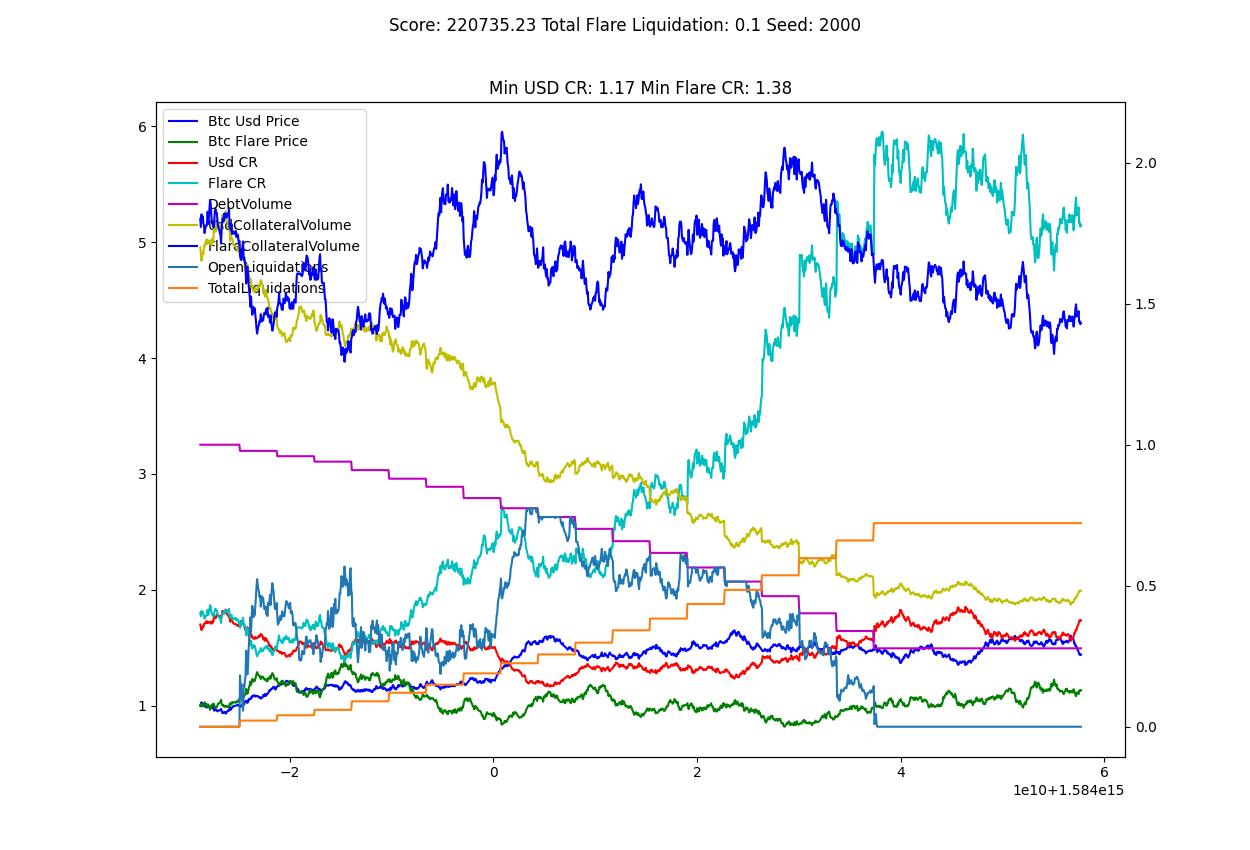 Score: 220735.23 Total Flare Liquidation: 0.1 Seed: 2000
Min USD CR: 1.17 Min Flare CR: 1.38
Btc Usd Price
Btc Flare Price
Usd CR
Flare CR
DebtVolume
UsdCollateralVolume
FlareCollateralVolume
OpenLiquidations
TotalLiquidations
6
5
4
3
2
1
2.0
1.5
1.0
0.5
0.0
−2
0
2
4
6
1e10+1.584e15